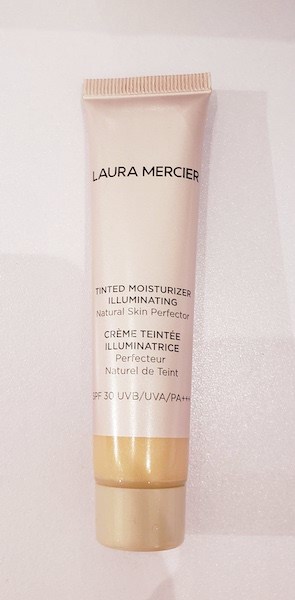 LAURA MERCIER
TINTED MOISTURIZER
ILLUMINATING
Natural Skin Perfector
CRÈME TEINTÉE
ILLUMINATRICE
Perfecteur
Naturel de Teint
SPF 30 UVB/UVA/PA+++